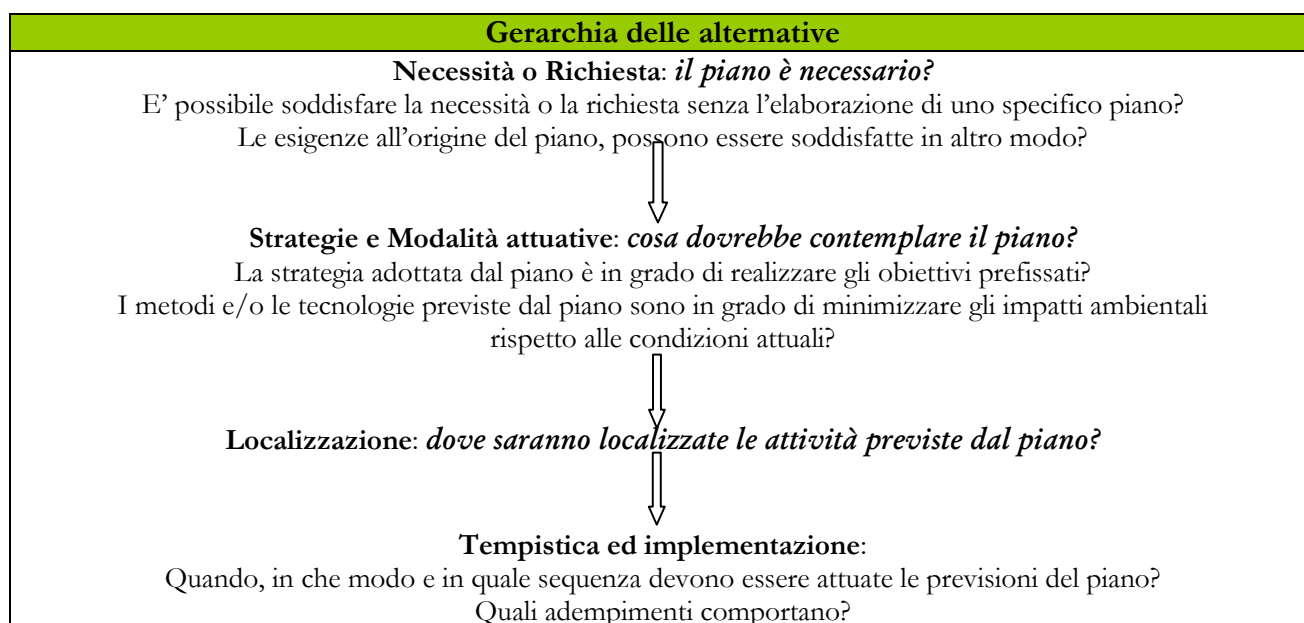 Gerarchia delle alternative
Necessità o Richiesta: il piano è necessario?
E’ possibile soddisfare la necessità o la richiesta senza l’elaborazione di uno specifico piano?
Le esigenze all’origine del piano, possono essere soddisfatte in altro modo?
Strategie e Modalità attuative: cosa dovrebbe contemplare il piano?
La strategia adottata dal piano è in grado di realizzare gli obiettivi prefissati?
I metodi e/o le tecnologie previste dal piano sono in grado di minimizzare gli impatti ambientali
rispetto alle condizioni attuali?
Localizzazione: dove saranno localizzate le attività previste dal piano?
Tempistica ed implementazione:
Quando, in che modo e in quale sequenza devono essere attuate le previsioni del piano?
Quali adempimenti comportano?